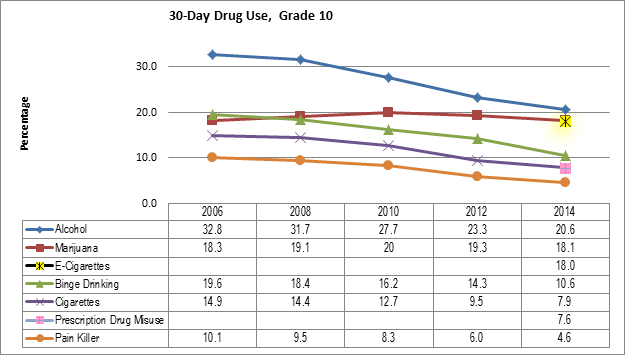 30-Day Drug Use, Grade 10
Percentage
30.0
20.0
10.0
0.0
2006 2008 2010 2012 2014
Alcohol 32.8 31.7 27.7 23.3 20.6
Marijuana 18.3 19.1 20 19.3 18.1
E-Cigarettes 18.0
Binge Drinking 19.6 18.4 16.2 14.3 10.6
Cigarettes 14.9 14.4 12.7 9.5 7.9
Prescription Drug Misuse 7.6
Pain Killer 10.1 9.5 8.3 6.0 4.6